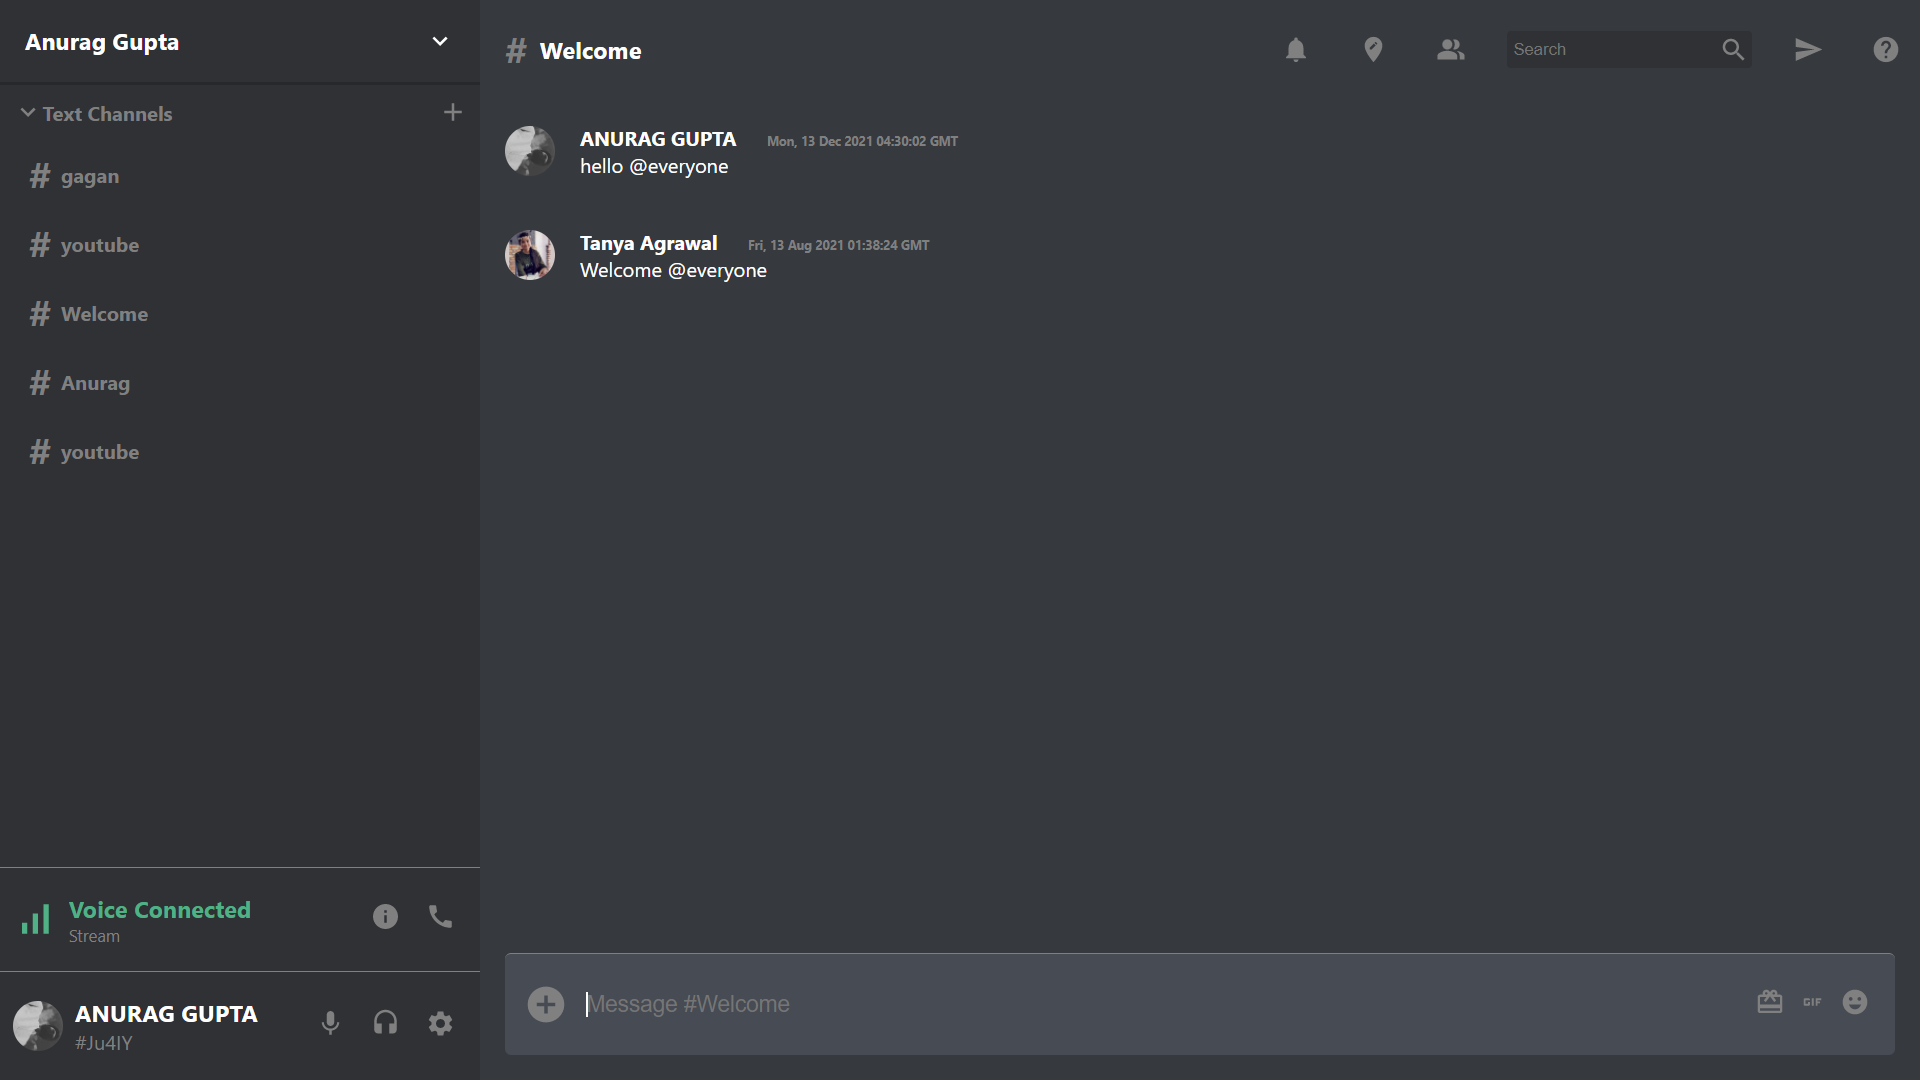 Anurag Gupta
Text Channels
# gagan
# youtube
# Welcome
# Anurag
# youtube
Voice Connected
Stream
ANURAG GUPTA
#Ju4IY
# Welcome
Search
ANURAG GUPTA Mon, 13 Dec 2021 04:30:02 GMT
hello @everyone
Tanya Agrawal Fri, 13 Aug 2021 01:38:24 GMT
Welcome @everyone
Message #Welcome
GIF